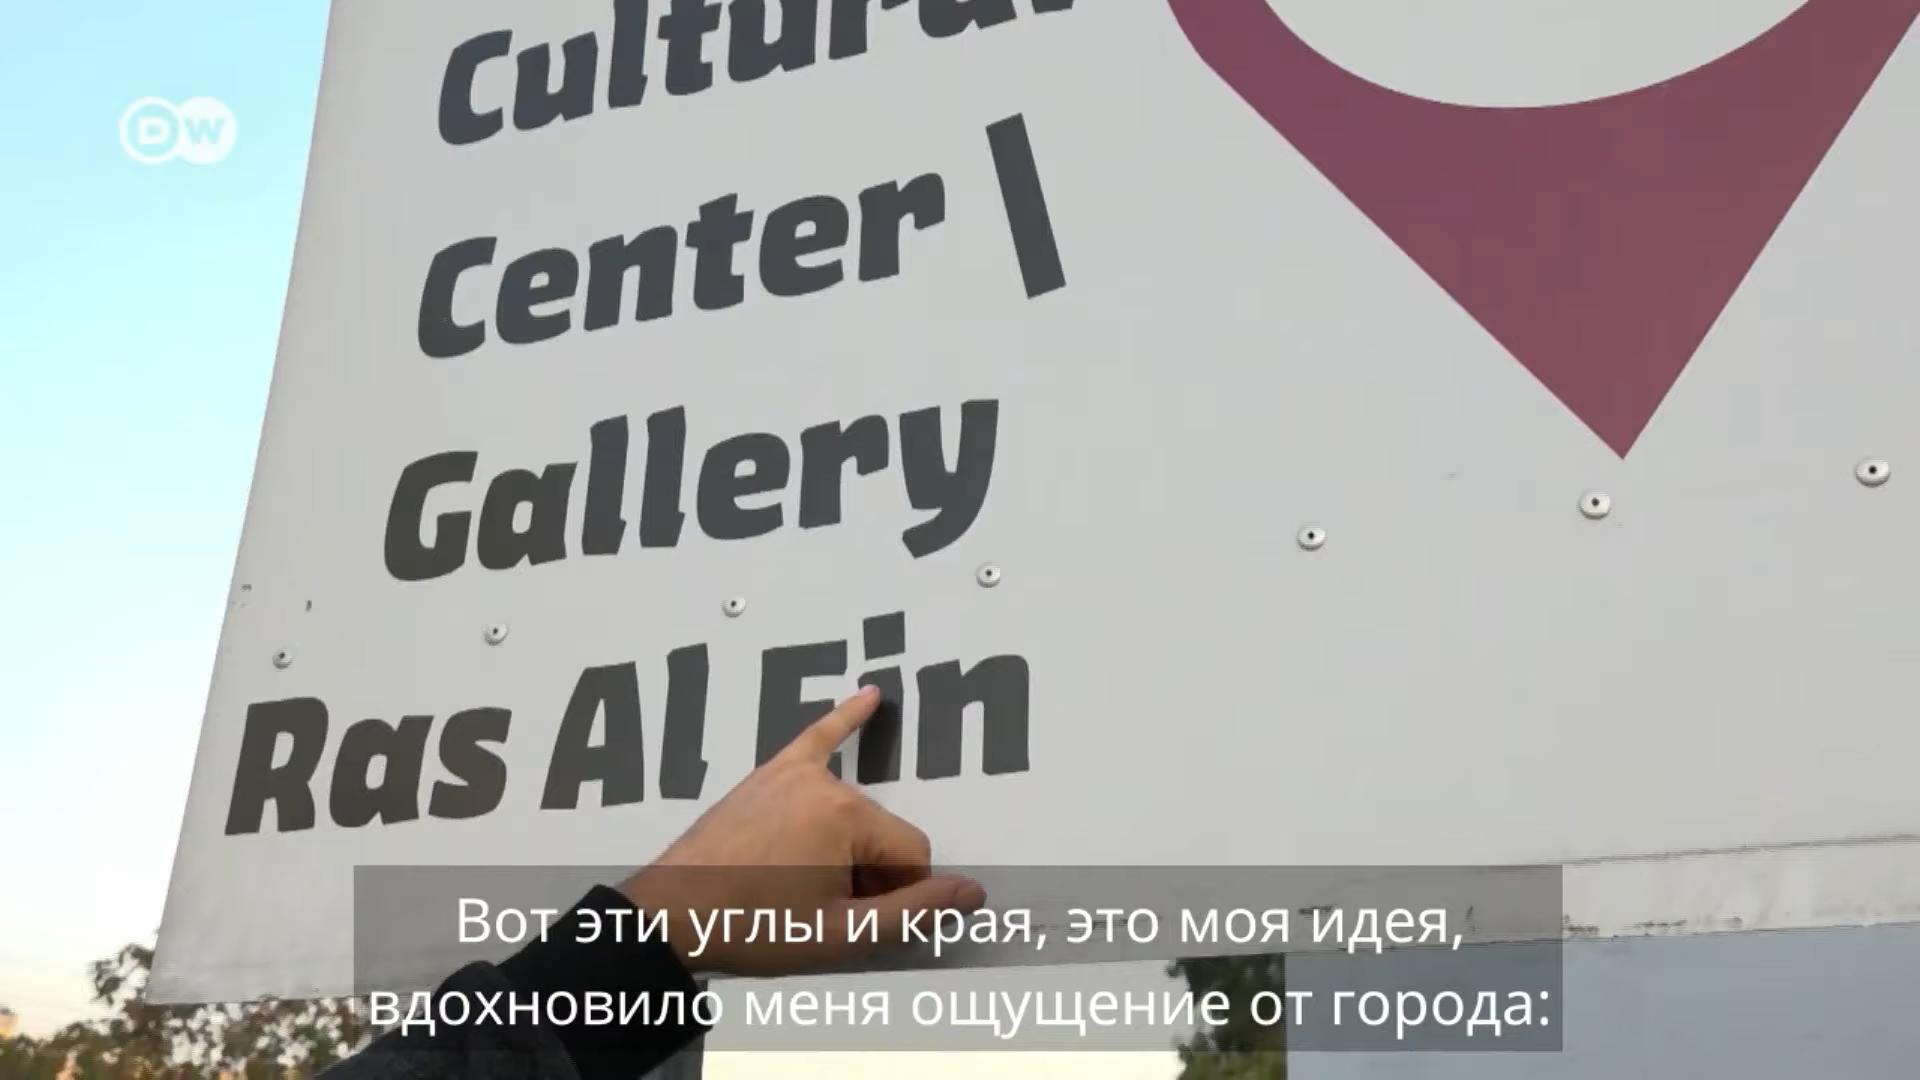 Cultural
DW
Center |
Gallery
Ras Al Ein
Вот эти углы и края, это моя идея,
вдохновило меня ощущение от города: